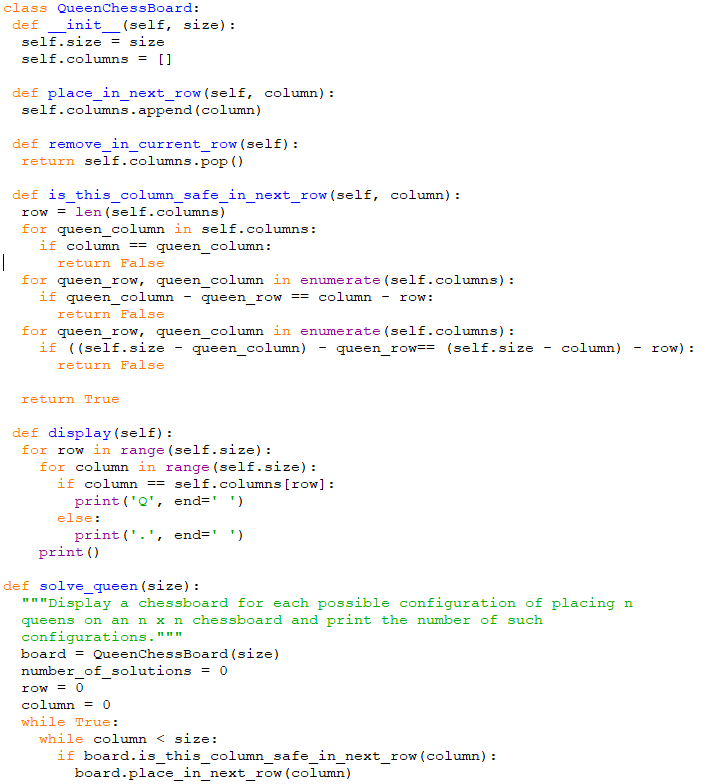 class QueenChessBoard:
 def __init__(self, size):
  self.size = size
  self.columns = []

 def place_in_next_row(self, column):
  self.columns.append(column)

 def remove_in_current_row(self):
  return self.columns.pop()

 def is_this_column_safe_in_next_row(self, column):
  row = len(self.columns)
  for queen_column in self.columns:
    if column == queen_column:
      return False
  for queen_row, queen_column in enumerate(self.columns):
    if queen_column - queen_row == column - row:
      return False
  for queen_row, queen_column in enumerate(self.columns):
    if ((self.size - queen_column) - queen_row== (self.size - column) - row):
      return False

  return True

 def display(self):
  for row in range(self.size):
    for column in range(self.size):
      if column == self.columns[row]:
        print('Q', end=' ')
      else:
        print('.', end=' ')
    print()

def solve_queen(size):
  """Display a chessboard for each possible configuration of placing n
  queens on an n x n chessboard and print the number of such
  configurations."""
  board = QueenChessBoard(size)
  number_of_solutions = 0
  row = 0
  column = 0
  while True:
    while column < size:
      if board.is_this_column_safe_in_next_row(column):
        board.place_in_next_row(column)